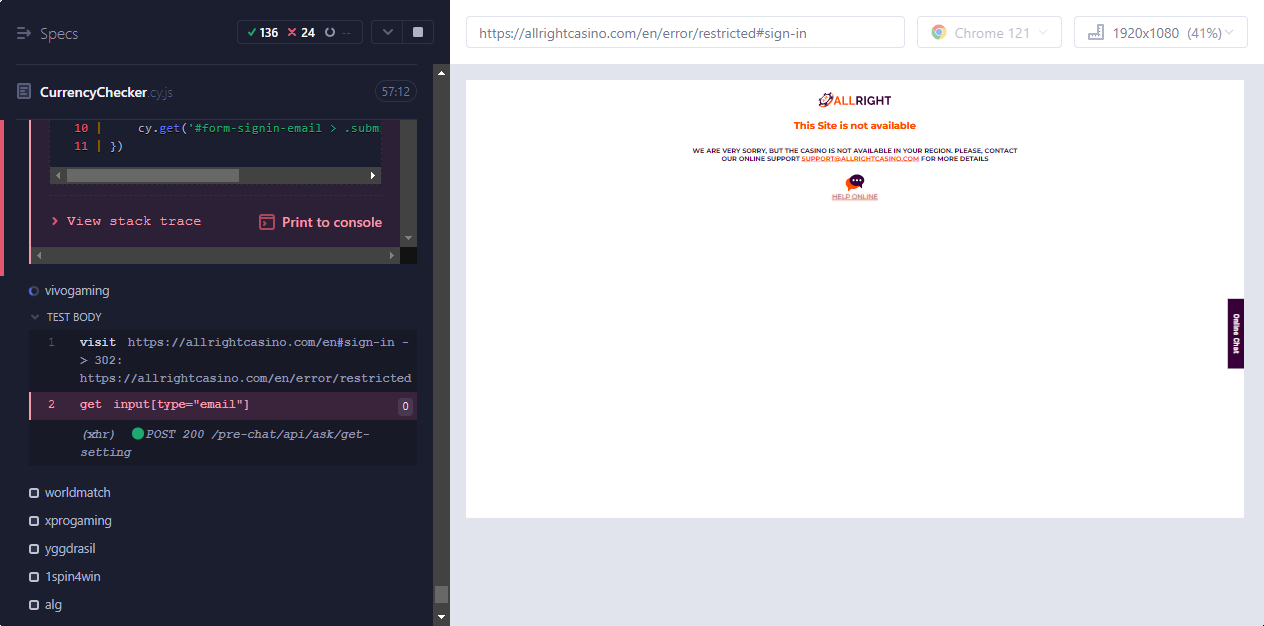 Specs
136
24
--
CurrencyChecker.cy.js
57:12
10 | cy.get('#form-signin-email > .subm
11 | })
View stack trace
Print to console
vivogaming
TEST BODY
1 visit https://allrightcasino.com/en#sign-in -
> 302:
https://allrightcasino.com/en/error/restricted
2 get input[type="email"] 0
(xhr) POST 200 /pre-chat/api/ask/get-
setting
worldmatch
xprogaming
yggdrasil
1spin4win
alg
https://allrightcasino.com/en/error/restricted#sign-in
Chrome 121
1920x1080 (41%)
ALLRIGHT
This Site is not available
WE ARE VERY SORRY, BUT THE CASINO IS NOT AVAILABLE IN YOUR REGION. PLEASE, CONTACT
OUR ONLINE SUPPORT SUPPORT@ALLRIGHTCASINO.COM FOR MORE DETAILS
HELP ONLINE
Online Chat